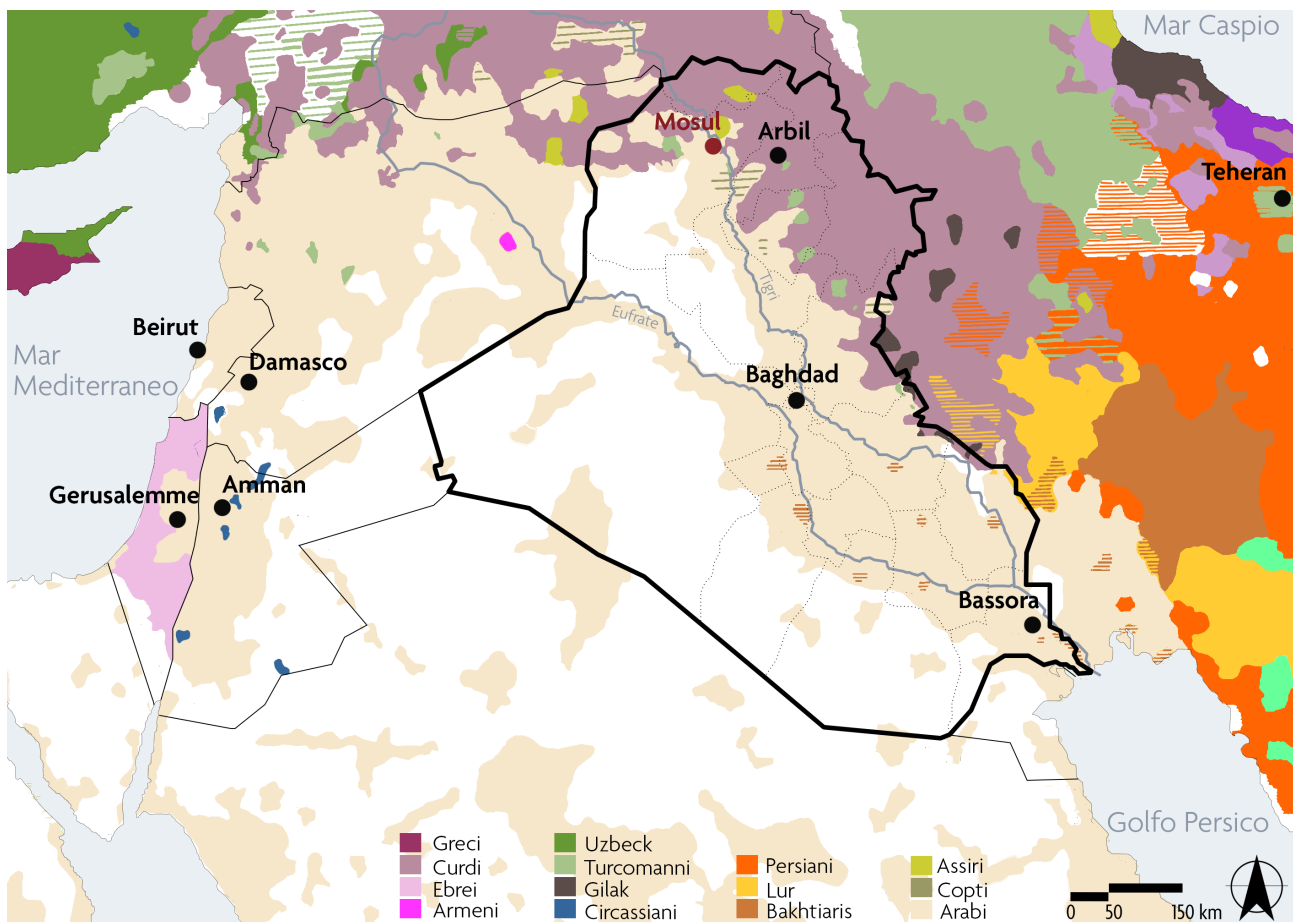 Mar Caspio
Mosul
Arbil
Teheran
Tigri
Eufrate
Beirut
Mar
Mediterraneo
Damasco
Baghdad
Gerusalemme
Amman
Bassora
Golfo Persico
Greci
Curdi
Ebrei
Armeni
Uzbeck
Turcomanni
Gilak
Circassiani
Persiani
Lur
Bakhtiaris
Assiri
Copti
Arabi
0 50 150 km